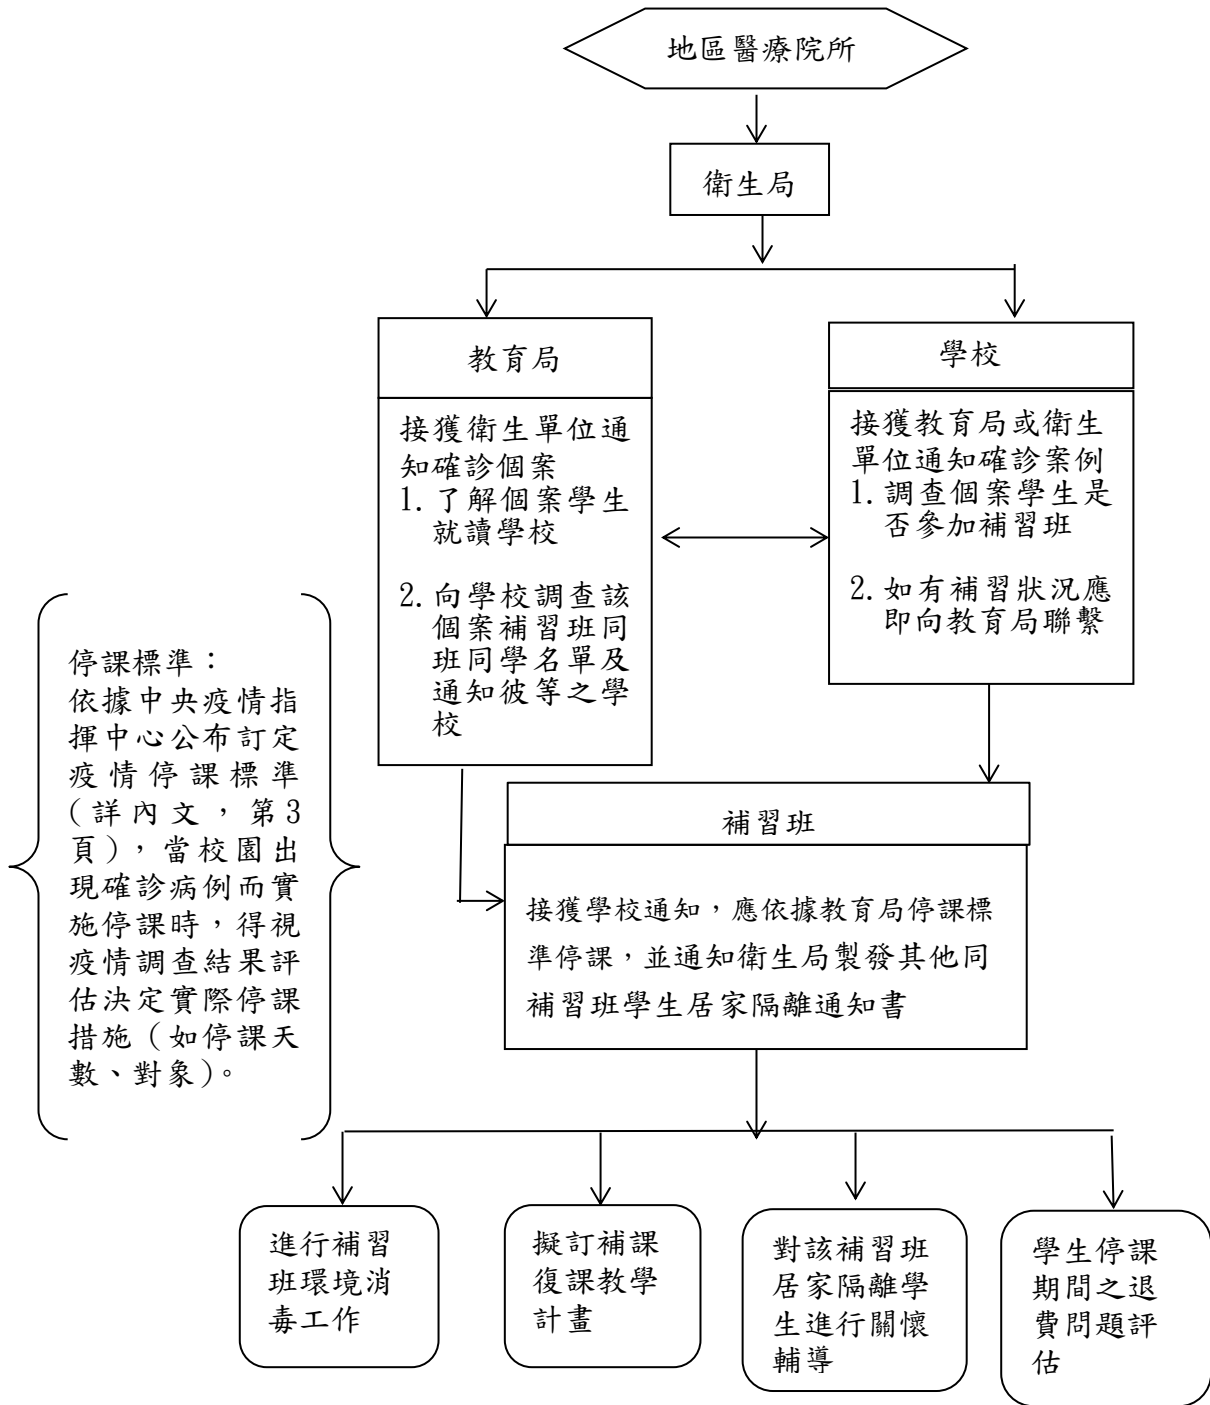 地區醫療院所
衛生局
教育局
接獲衛生單位通
知確診個案
1. 了解個案學生
就讀學校
2. 向學校調查該
個案補習班同
班同學名單及
通知彼等之學
校
學校
接獲教育局或衛生
單位通知確診案例
1. 調查個案學生是
否參加補習班
2. 如有補習狀況應
即向教育局聯繫
停課標準：
依據中央疫情指
揮中心公布訂定
疫情停課標準
(詳內文，第3
頁)，當校園出
現確診病例而實
施停課時，得視
疫情調查結果評
估決定實際停課
措施（如停課天
數、對象）。
補習班
接獲學校通知，應依據教育局停課標
準停課，並通知衛生局製發其他同
補習班學生居家隔離通知書
進行補習
班環境消
毒工作
擬訂補課
復課教學
計畫
對該補習班
居家隔離學
生進行關懷
輔導
學生停課
期間之退
費問題評
估